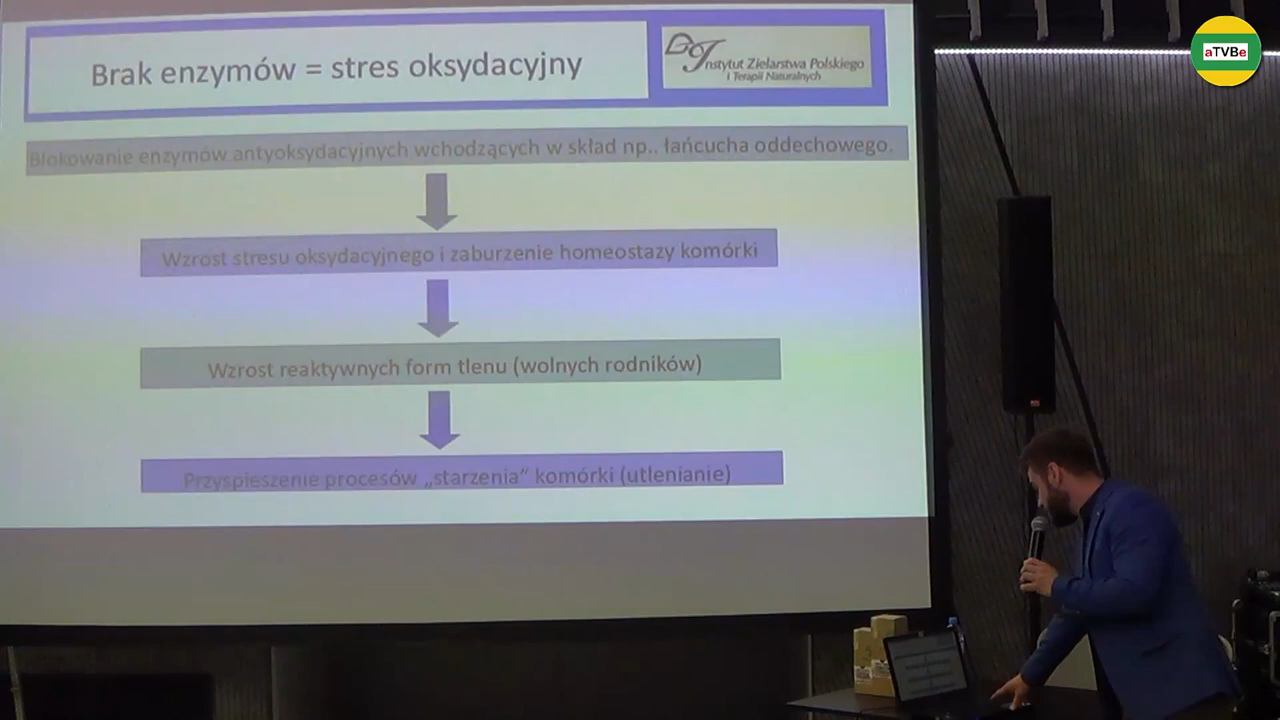 Brak enzymów = stres oksydacyjny
Instytut Zielarstwa Polskiego
i Terapii Naturalnych
aTVBe
Blokowanie enzymów antyoksydacyjnych wchodzących w skład np.. łańcucha oddechowego.
Wzrost stresu oksydacyjnego i zaburzenie homeostazy komórki
Wzrost reaktywnych form tlenu (wolnych rodników)
Przyspieszenie procesów „starzenia“ komórki (utlenianie)